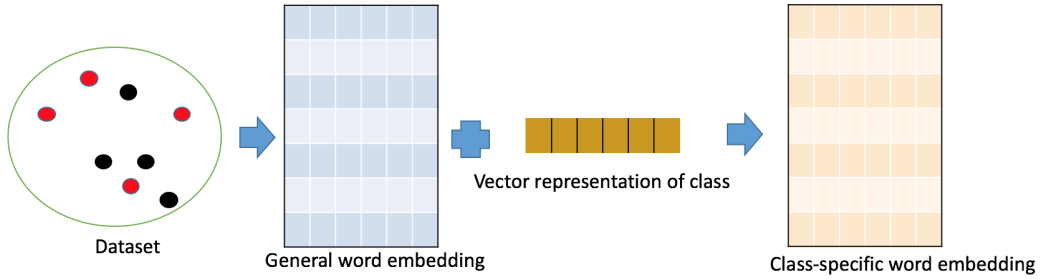 Dataset
General word embedding
Vector representation of class
Class-specific word embedding